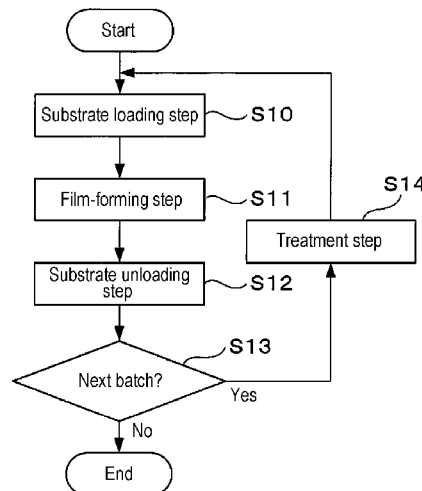 Start
Substrate loading step
S10
Film-forming step
S11
S14
Treatment step
Substrate unloading
step
S12
S13
Next batch?
Yes
No
End